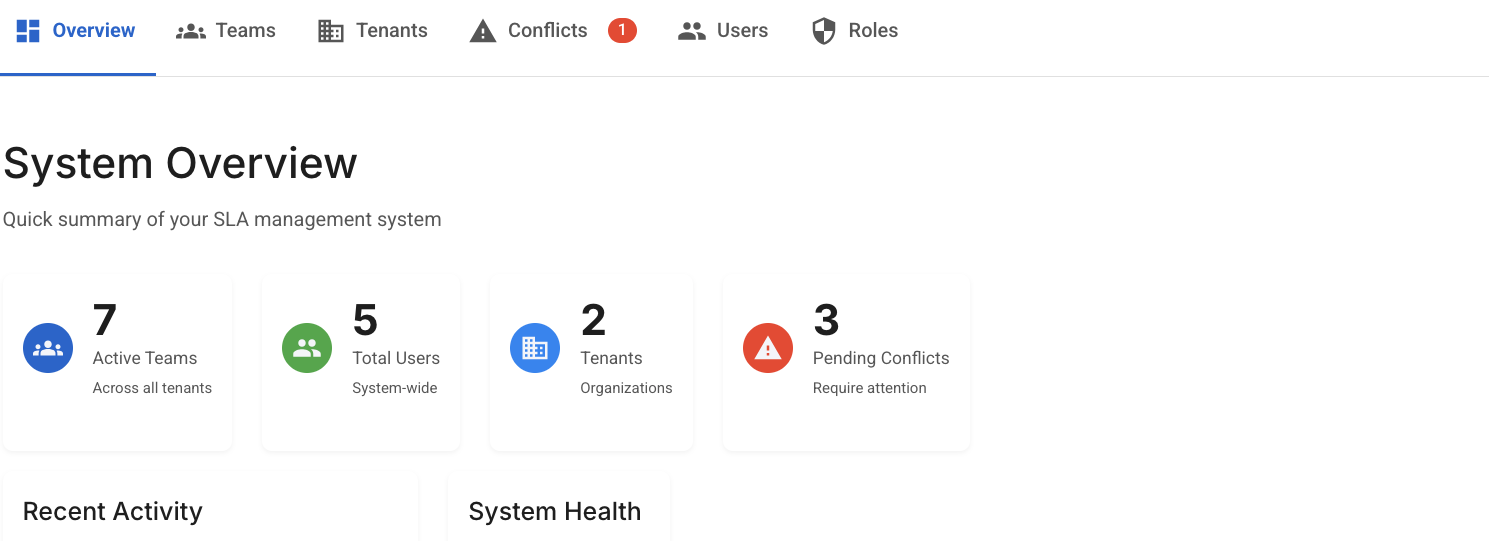 Overview Teams Tenants Conflicts 1 Users Roles
System Overview
Quick summary of your SLA management system
7
Active Teams
Across all tenants
5
Total Users
System-wide
2
Tenants
Organizations
3
Pending Conflicts
Require attention
Recent Activity
System Health